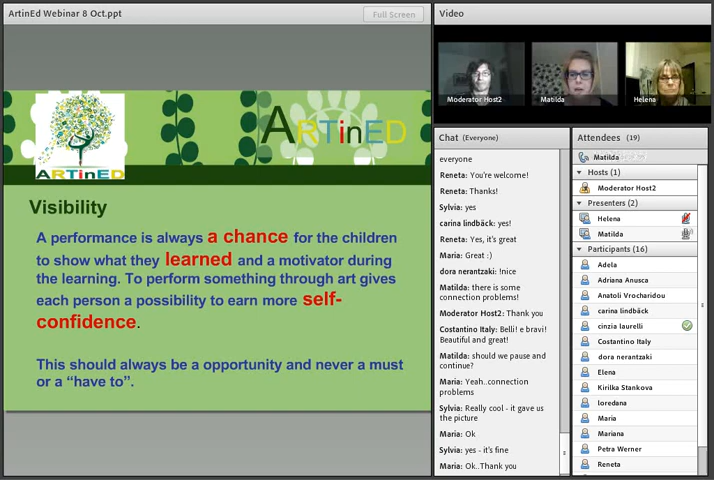 ArtinEd Webinar 8 Oct.ppt
Full Screen
ARTinED
ARTinED
Visibility
A performance is always a chance for the children
to show what they learned and a motivator during
the learning. To perform something through art gives
each person a possibility to earn more self-
confidence.
This should always be a opportunity and never a must
or a “have to”.
Video
Moderator Host2
Matilda
Helena
Chat (Everyone)
everyone
Reneta: You're welcome!
Reneta: Thanks!
Sylvia: yes
carina lindbäck: yes!
Reneta: Yes, it's great
Maria: Great :)
dora nerantzaki: !nice
Matilda: there is some
connection problems!
Moderator Host2: Thank you
Costantino Italy: Belli! e bravi!
Beautiful and great!
Matilda: should we pause and
continue?
Maria: Yeah..connection
problems
Sylvia: Really cool - it gave us
the picture
Maria: Ok
Sylvia: yes - it's fine
Maria: Ok..Thank you
Attendees (19)
Matilda
Hosts (1)
Moderator Host2
Presenters (2)
Helena
Matilda
Participants (16)
Adela
Adriana Anusca
Anatoli Vrocharidou
carina lindbäck
cinzia laurelli
Costantino Italy
dora nerantzaki
Elena
Kirilka Stankova
loredana
Maria
Mariana
Petra Werner
Reneta